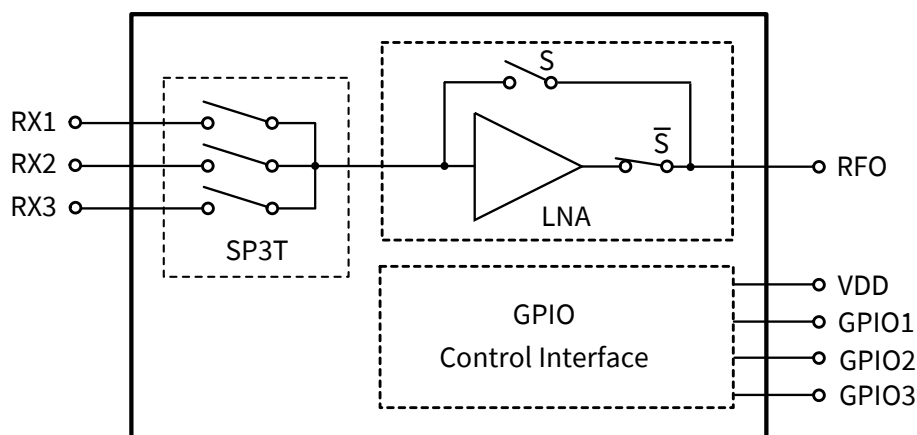 S
RX1
RX2
RX3
S̅
RFO
LNA
SP3T
VDD
GPIO
GPIO1
Control Interface
GPIO2
GPIO3